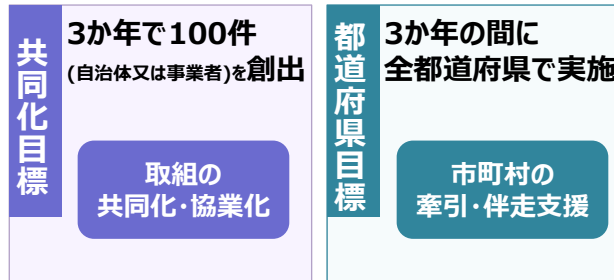 共同化目標
3か年で100件
(自治体又は事業者)を創出
取組の
共同化・協業化
都道府県目標
3か年の間に
全都道府県で実施
市町村の
牽引・伴走支援